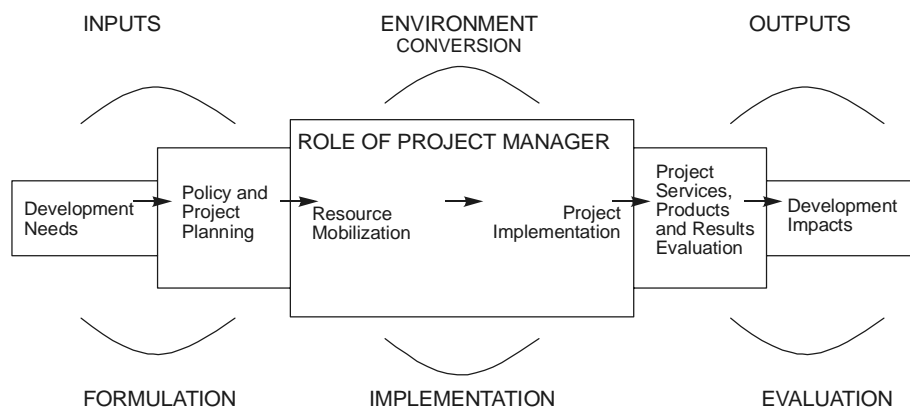 INPUTS
ENVIRONMENT
CONVERSION
OUTPUTS
ROLE OF PROJECT MANAGER
Development
Needs
Policy and
Project
Planning
Resource
Mobilization
Project
Implementation
Project
Services,
Products
and Results
Evaluation
Development
Impacts
FORMULATION
IMPLEMENTATION
EVALUATION